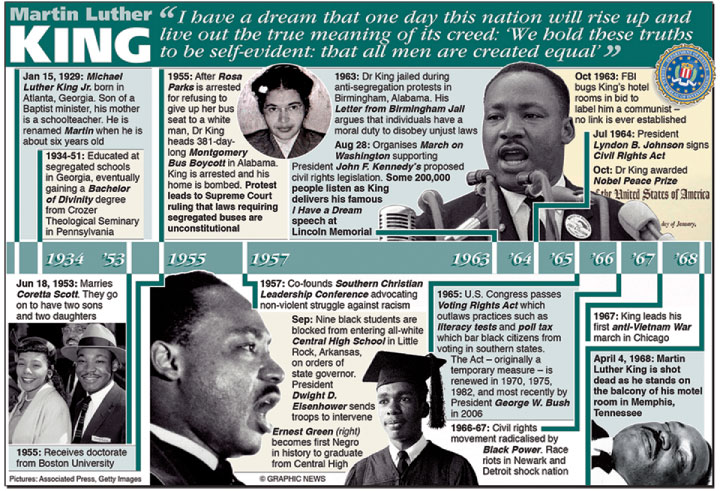 Martin Luther
KING
“I have a dream that one day this nation will rise up and
live out the true meaning of its creed: ‘We hold these truths
to be self-evident: that all men are created equal’”
Jan 15, 1929: Michael
Luther King Jr. born in
Atlanta, Georgia. Son of a
Baptist minister, his mother
is a schoolteacher. He is
renamed Martin when he is
about six years old
1934-51: Educated at
segregated schools
in Georgia, eventually
gaining a Bachelor
of Divinity degree
from Crozer
Theological Seminary
in Pennsylvania
1955: After Rosa
Parks is arrested
for refusing to
give up her bus
seat to a white
man, Dr King
heads 381-day-
long Montgomery
Bus Boycott in Alabama.
King is arrested and his
home is bombed. Protest
leads to Supreme Court
ruling that laws requiring
segregated buses are
unconstitutional
1963: Dr King jailed during
anti-segregation protests in
Birmingham, Alabama. His
Letter from Birmingham Jail
argues that individuals have a
moral duty to disobey unjust laws
Aug 28: Organises March on
Washington supporting
President John F. Kennedy's proposed
civil rights legislation. Some 200,000
people listen as King
delivers his famous
I Have a Dream
speech at
Lincoln Memorial
Oct 1963: FBI
bugs King's hotel
rooms in bid to
label him a communist –
no link is ever established
Jul 1964: President
Lyndon B. Johnson signs
Civil Rights Act
Oct: Dr King awarded
Nobel Peace Prize
the United States of America
day of January,
1934 ’53 1955 1957 1963 ’64 ’65 ’66 ’67 ’68
Jun 18, 1953: Marries
Coretta Scott. They go
on to have two sons
and two daughters
1955: Receives doctorate
from Boston University
1957: Co-founds Southern Christian
Leadership Conference advocating
non-violent struggle against racism
Sep: Nine black students are
blocked from entering all-white
Central High School in Little
Rock, Arkansas,
on orders of
state governor.
President
Dwight D.
Eisenhower sends
troops to intervene
Ernest Green (right)
becomes first Negro
in history to graduate
from Central High
1965: U.S. Congress passes
Voting Rights Act which
outlaws practices such as
literacy tests and poll tax
which bar black citizens from
voting in southern states.
The Act – originally a
temporary measure – is
renewed in 1970, 1975,
1982, and most recently by
President George W. Bush
in 2006
1966-67: Civil rights
movement radicalised by
Black Power. Race
riots in Newark and
Detroit shock nation
1967: King leads his
first anti-Vietnam War
march in Chicago
April 4, 1968: Martin
Luther King is shot
dead as he stands on
the balcony of his motel
room in Memphis,
Tennessee
Pictures: Associated Press, Getty Images
© GRAPHIC NEWS